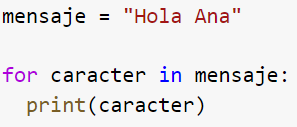 mensaje = "Hola Ana"
for caracter in mensaje:
  print(caracter)